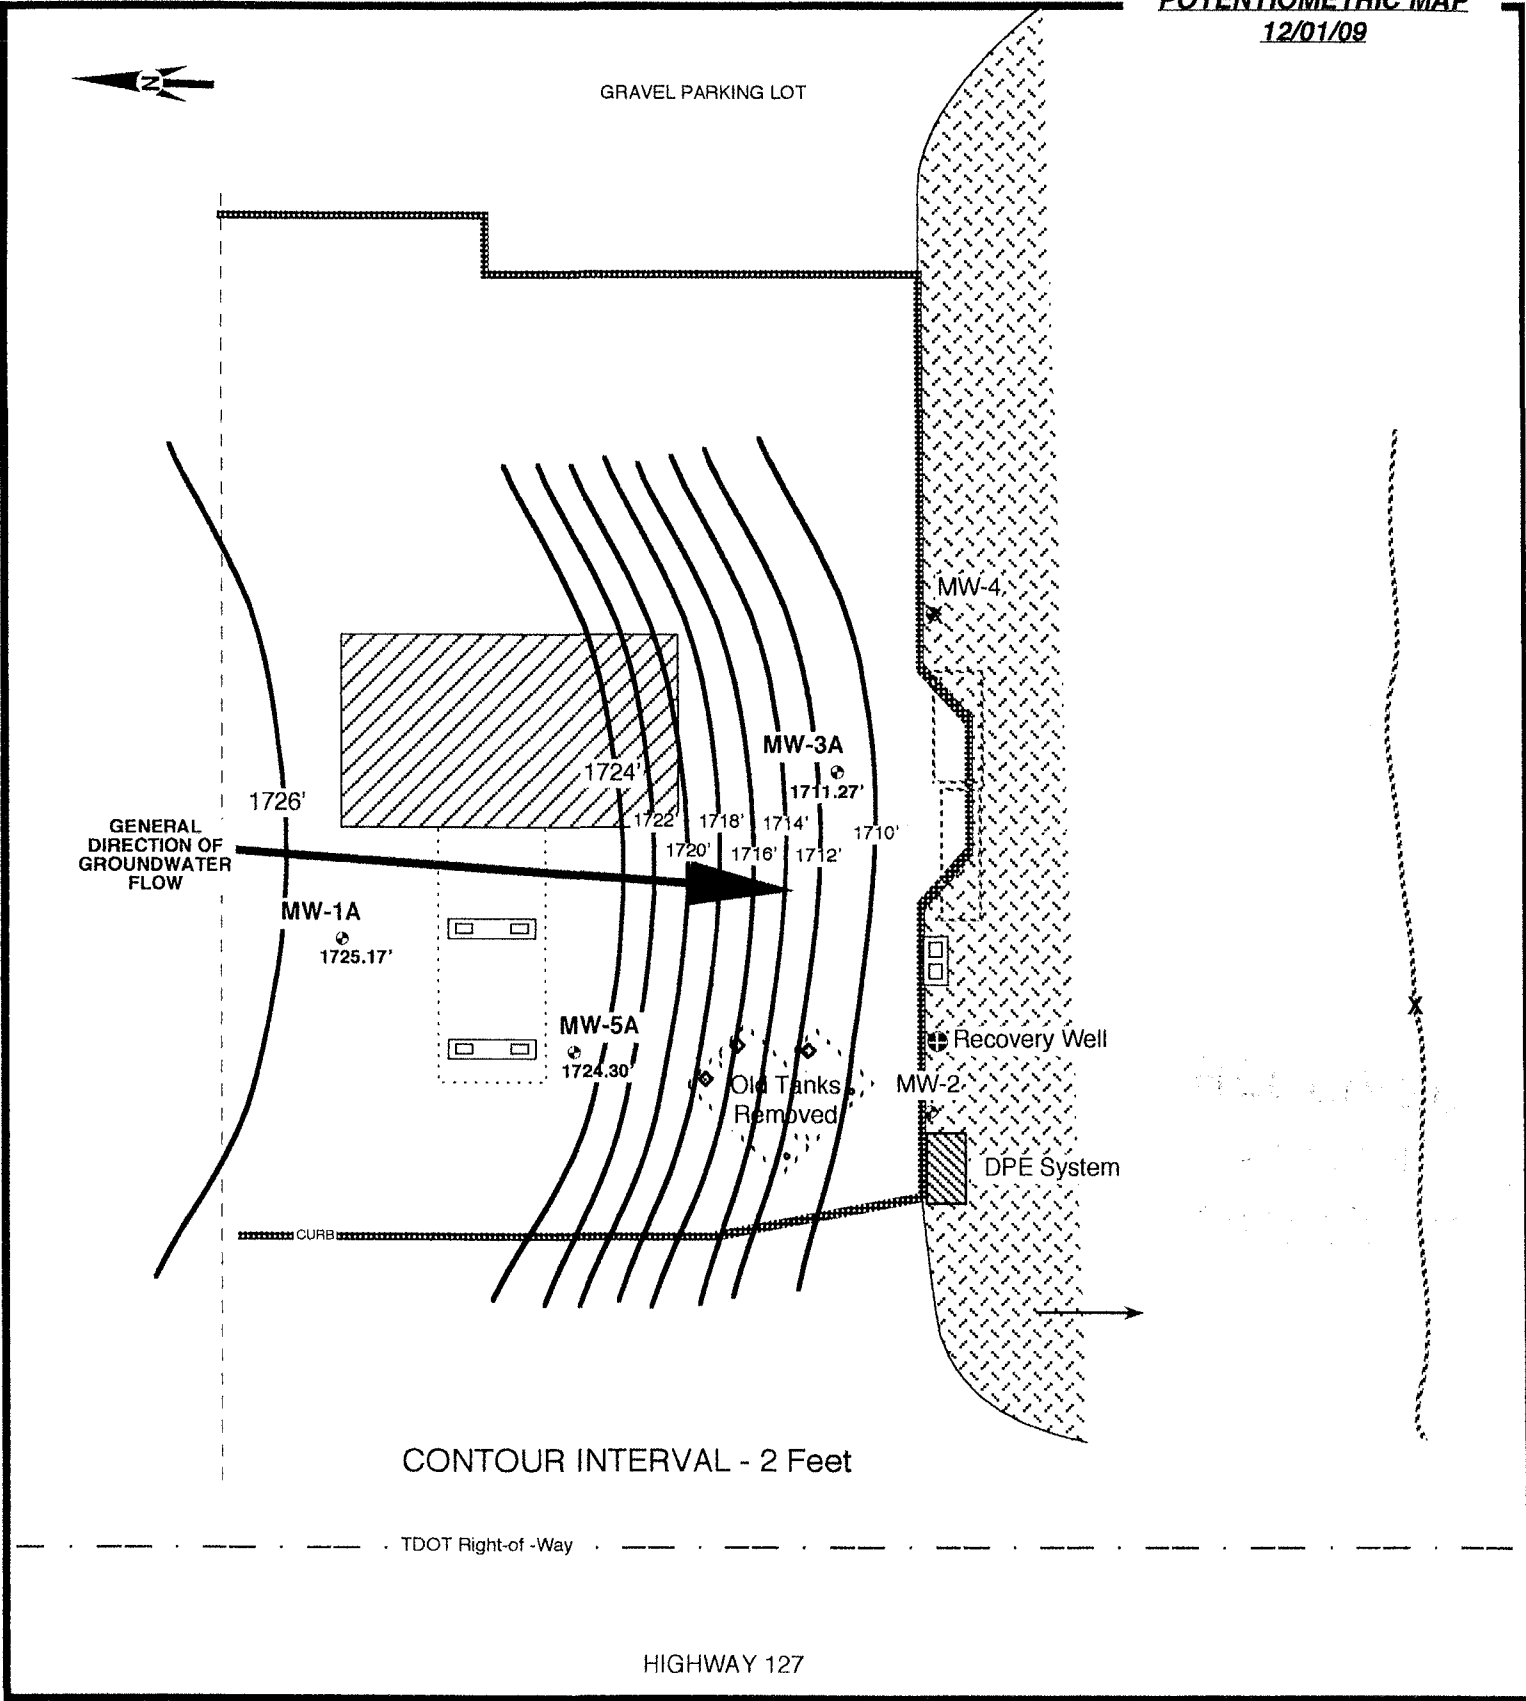 POTENTIOMETRIC MAP
12/01/09
N
GRAVEL PARKING LOT
MW-4
MW-3A
1711.27'
1724'
1726'
1722'
1718'
1714'
1710'
1720'
1716'
1712'
GENERAL
DIRECTION OF
GROUNDWATER
FLOW
MW-1A
1725.17'
MW-5A
1724.30'
Recovery Well
Old Tanks
Removed
MW-2
DPE System
CURB
X
CONTOUR INTERVAL - 2 Feet
TDOT Right-of -Way
HIGHWAY 127